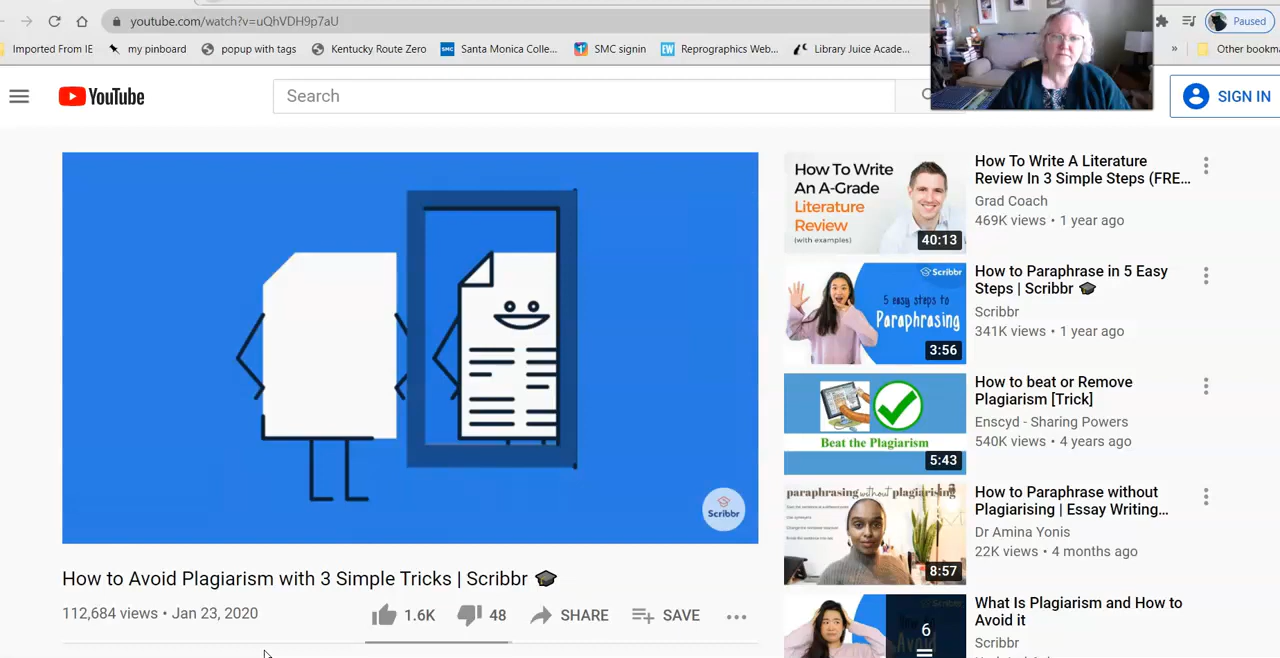 youtube.com/watch?v=uQhVDH9p7aU
Paused
Imported From IE
my pinboard
popular with tags
Kentucky Route Zero
SMC
Santa Monica Colle...
SMC signin
EW
Reprographics Web...
Library Juice Acade...
»
Other bookma
YouTube
Search
SIGN IN
Scribbr
How to Avoid Plagiarism with 3 Simple Tricks | Scribbr 🎓
112,684 views • Jan 23, 2020
1.6K
48
SHARE
SAVE
How To Write
An A-Grade
Literature
Review
(with examples)
40:13
How To Write A Literature
Review In 3 Simple Steps (FRE...
Grad Coach
469K views • 1 year ago
Scribbr
5 easy steps to
Paraphrasing
3:56
How to Paraphrase in 5 Easy
Steps | Scribbr 🎓
Scribbr
341K views • 1 year ago
Beat the Plagiarism
5:43
How to beat or Remove
Plagiarism [Trick]
Enscyd - Sharing Powers
540K views • 4 years ago
paraphrasing without plagiarising
8:57
How to Paraphrase without
Plagiarising | Essay Writing...
Dr Amina Yonis
22K views • 4 months ago
6
What Is Plagiarism and How to
Avoid it
Scribbr